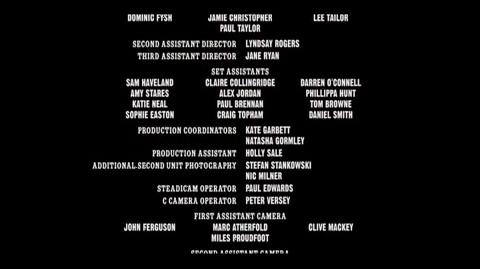 DOMINIC FYSH JAMIE CHRISTOPHER LEE TAILOR
PAUL TAYLOR
SECOND ASSISTANT DIRECTOR LYNDSAY ROGERS
THIRD ASSISTANT DIRECTOR JANE RYAN
SET ASSISTANTS
SAM HAVELAND CLAIRE COLLINGRIDGE DARREN O'CONNELL
AMY STARES ALEX JORDAN PHILLIPPA HUNT
KATIE NEAL PAUL BRENNAN TOM BROWNE
SOPHIE EASTON CRAIG TOPHAM DANIEL SMITH
PRODUCTION COORDINATORS KATE GARBETT
NATASHA GORMLEY
PRODUCTION ASSISTANT HOLLY SALE
ADDITIONAL-SECOND UNIT PHOTOGRAPHY STEFAN STANKOWSKI
NIC MILNER
STEADICAM OPERATOR PAUL EDWARDS
C CAMERA OPERATOR PETER VERSEY
FIRST ASSISTANT CAMERA
JOHN FERGUSON MARC ATHERFOLD CLIVE MACKEY
MILES PROUDFOOT
SECOND ASSISTANT CAMERA